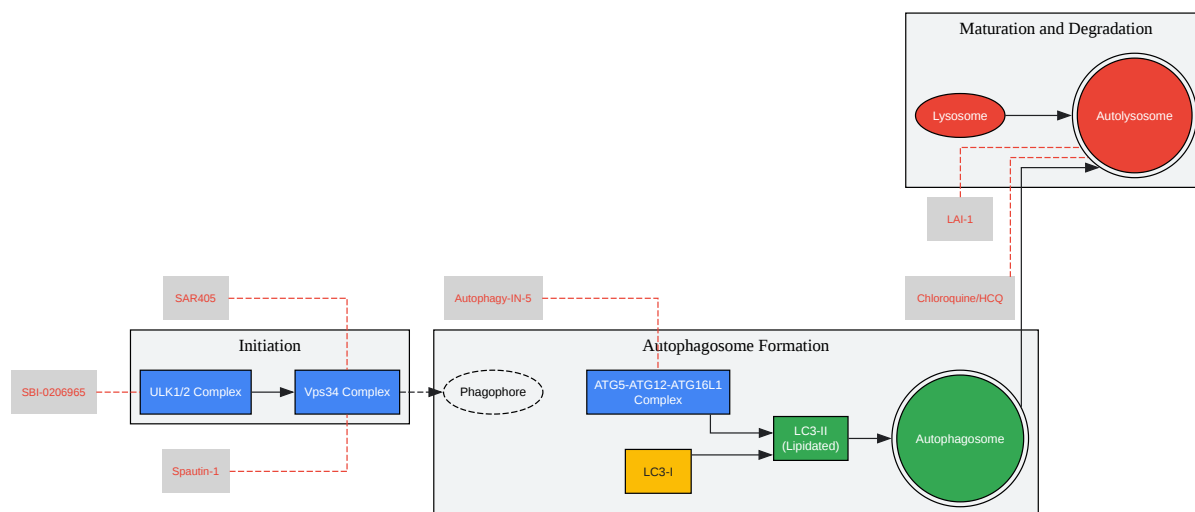 Maturation and Degradation
Lysosome
Autolysosome
LAI-1
SAR405
Autophagy-IN-5
Chloroquine/HCQ
Initiation
Autophagosome Formation
SBI-0206965
ULK1/2 Complex
Vps34 Complex
Phagophore
ATG5-ATG12-ATG16L1
Complex
LC3-II
(Lipidated)
Autophagosome
Spautin-1
LC3-I